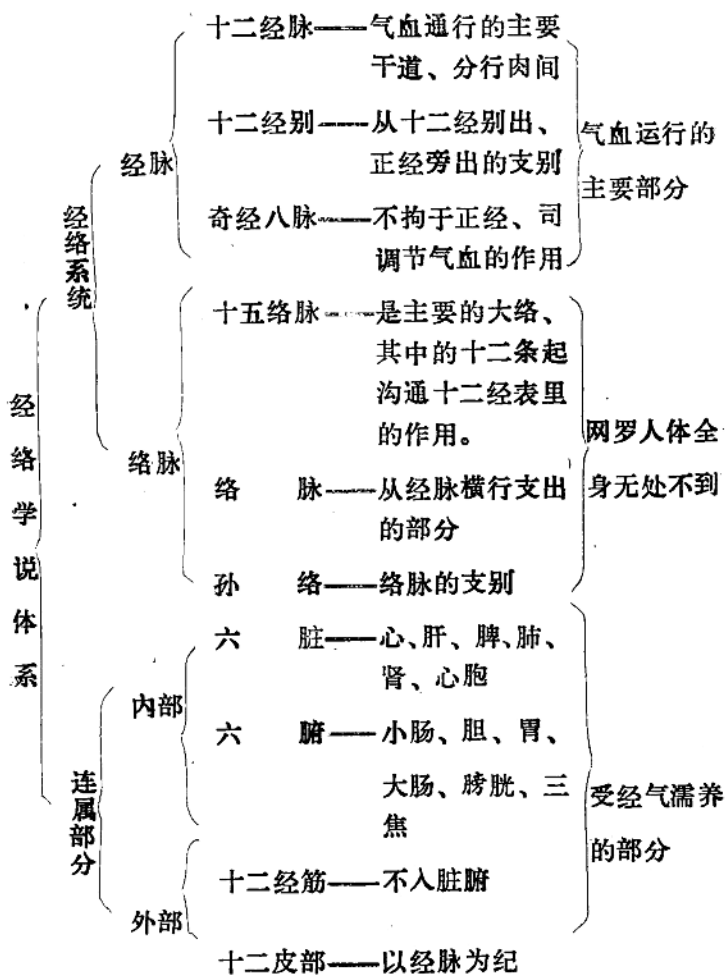 经络学说体系
经络系统
经脉
十二经脉——气血通行的主要
干道、分行肉间
十二经别——从十二经别出、
正经旁出的支别
奇经八脉——不拘于正经、司
调节气血的作用
气血运行的
主要部分
络脉
十五络脉——是主要的大络、
其中的十二条起
沟通十二经表里
的作用。
络 脉——从经脉横行支出
的部分
孙 络——络脉的支别
网罗人体全
身无处不到
连属部分
内部
六 脏——心、肝、脾、肺、
肾、心胞
六 腑——小肠、胆、胃、
大肠、膀胱、三
焦
外部
十二经筋——不入脏腑
十二皮部——以经脉为纪
受经气濡养
的部分